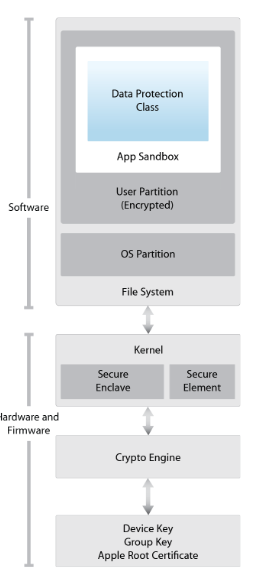 Data Protection
Class
App Sandbox
User Partition
(Encrypted)
Software
OS Partition
File System
Kernel
Secure
Enclave
Secure
Element
Hardware and
Firmware
Crypto Engine
Device Key
Group Key
Apple Root Certificate